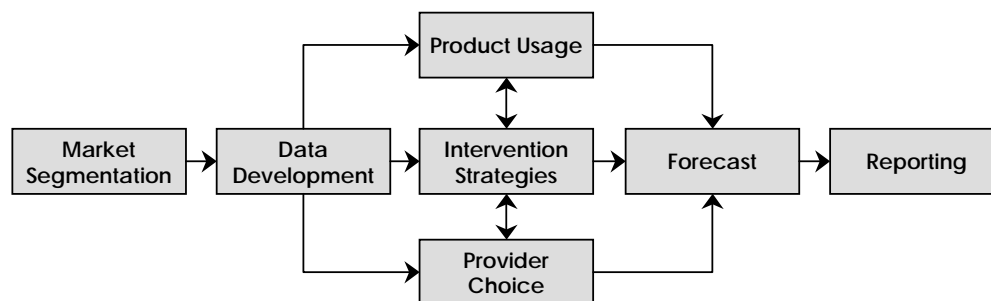 Product Usage
Market
Segmentation
Data
Development
Intervention
Strategies
Forecast
Reporting
Provider
Choice